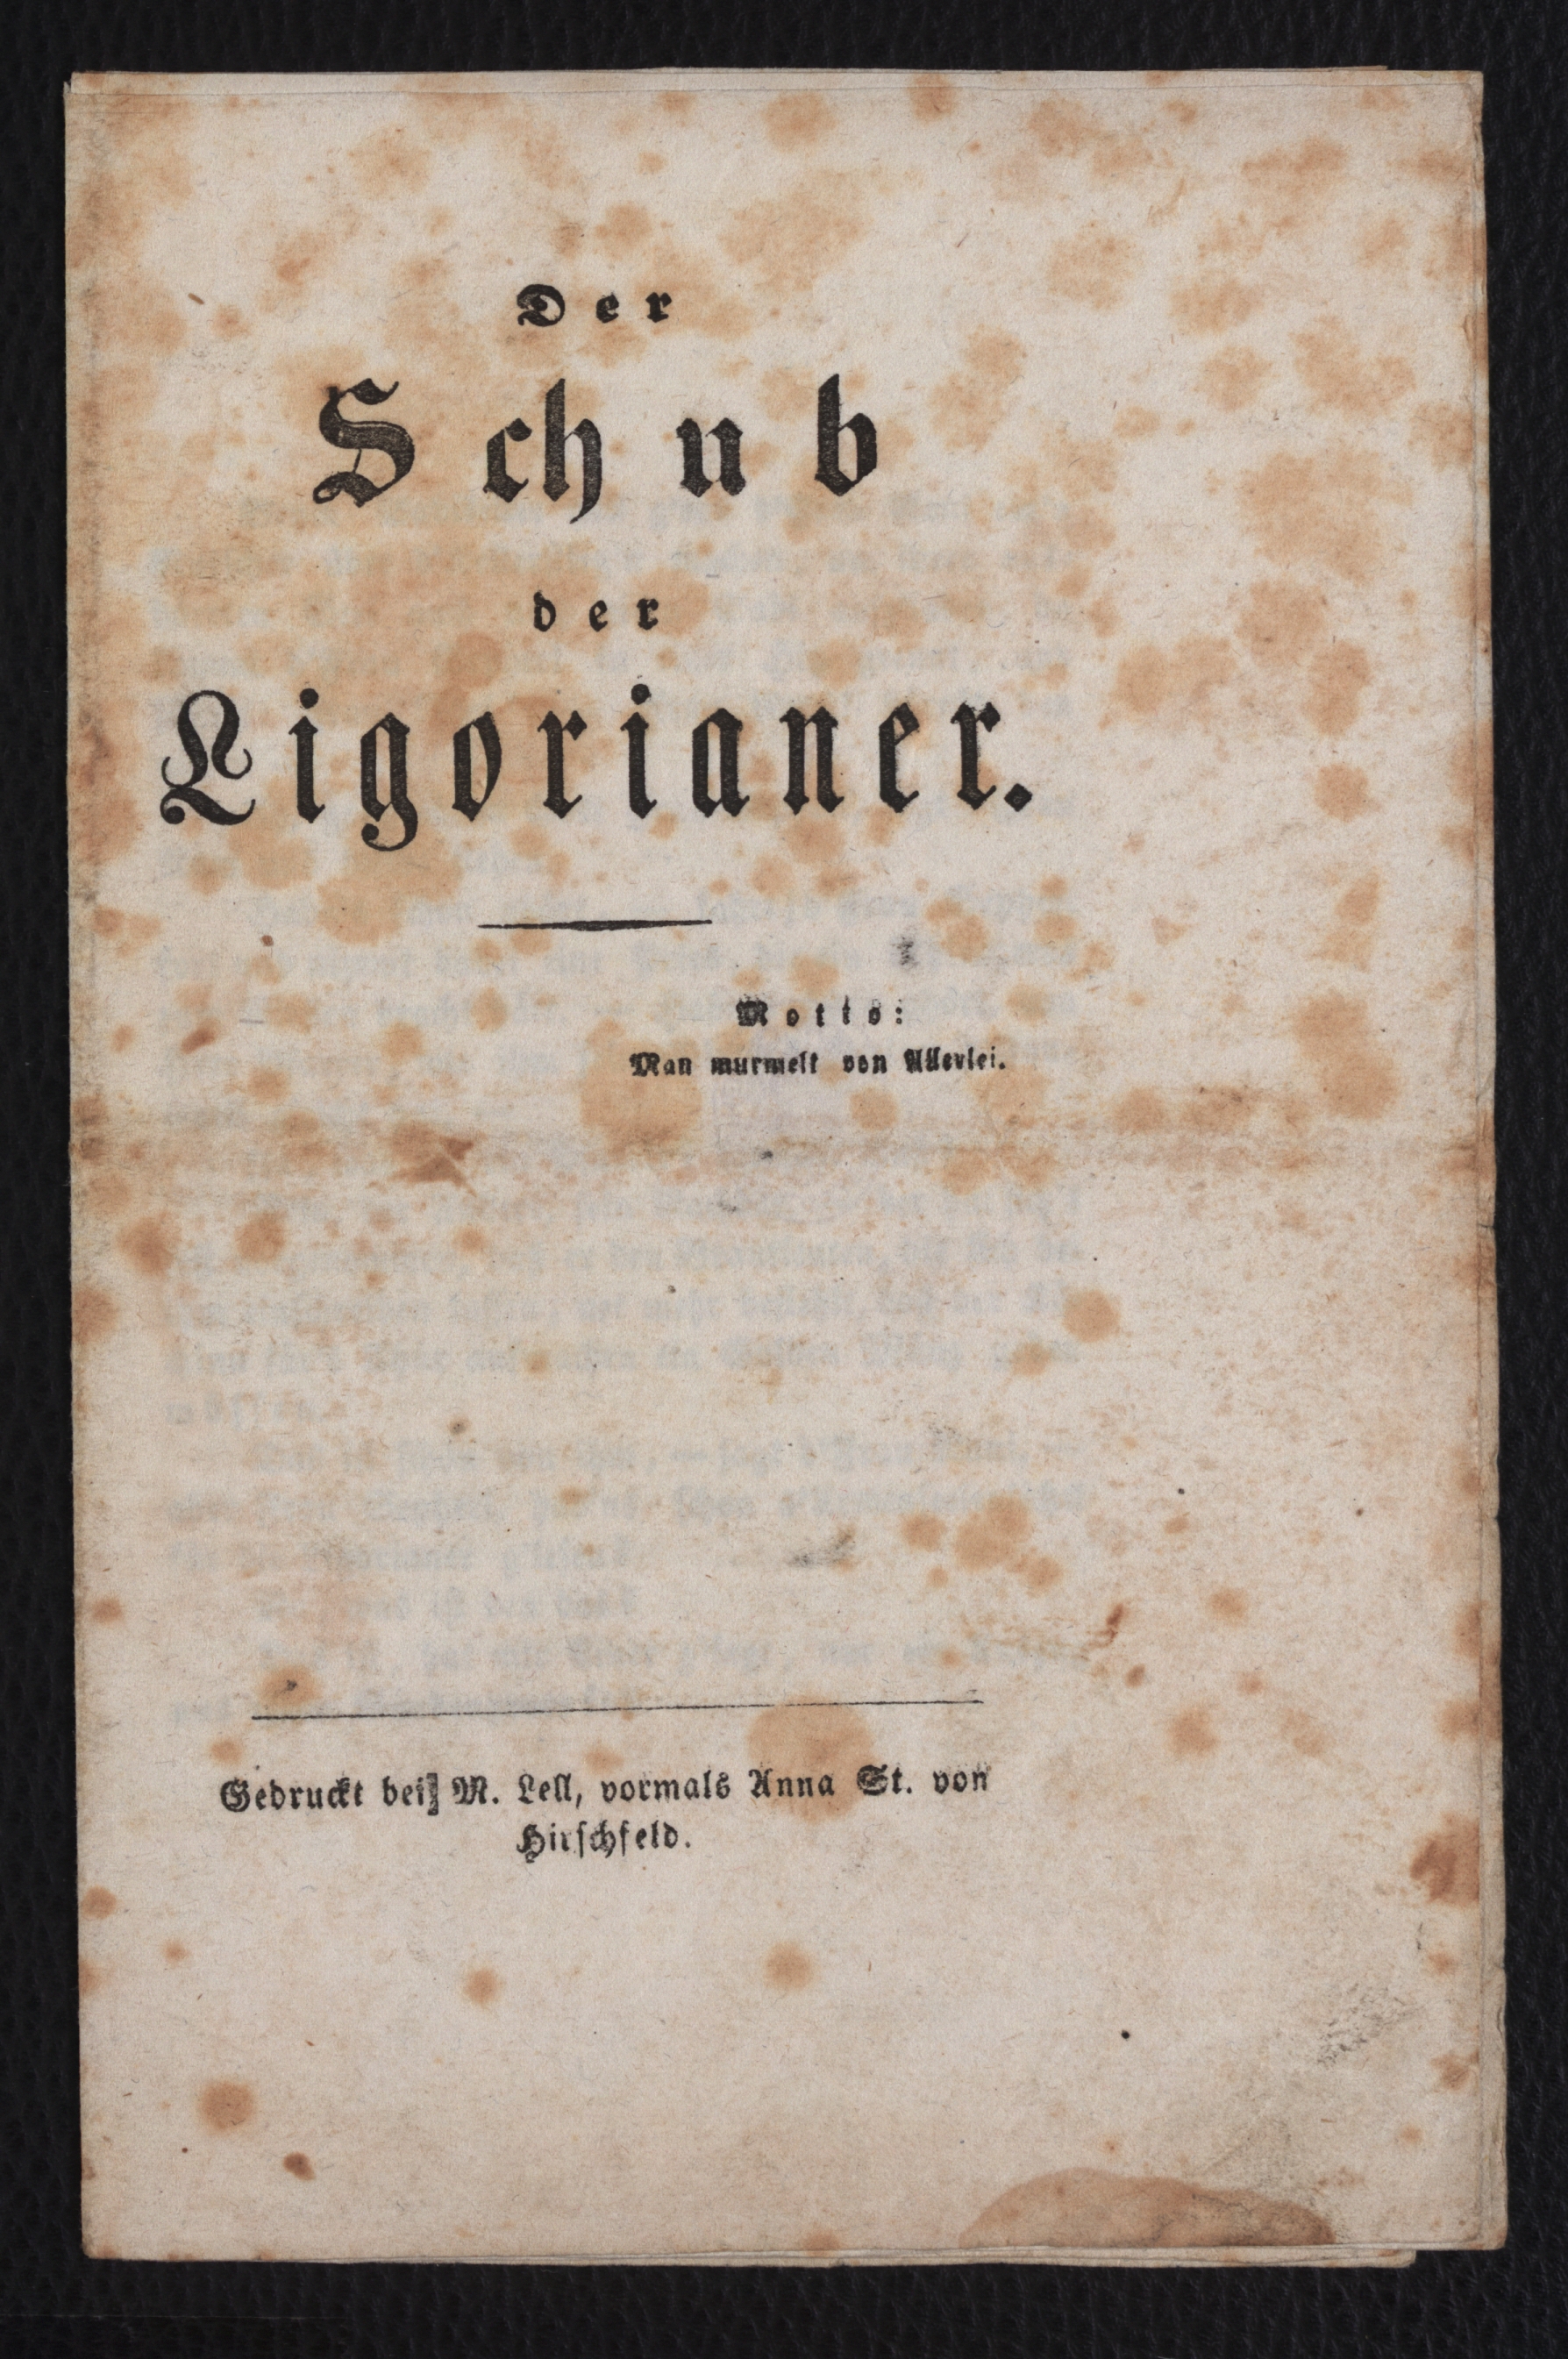 Der
Schub
der
Ligorianer.
Motto:
Man murmelt von Allerlei.
Gedruckt bei M. Lell, vormals Anna St. von
Hirschfeld.